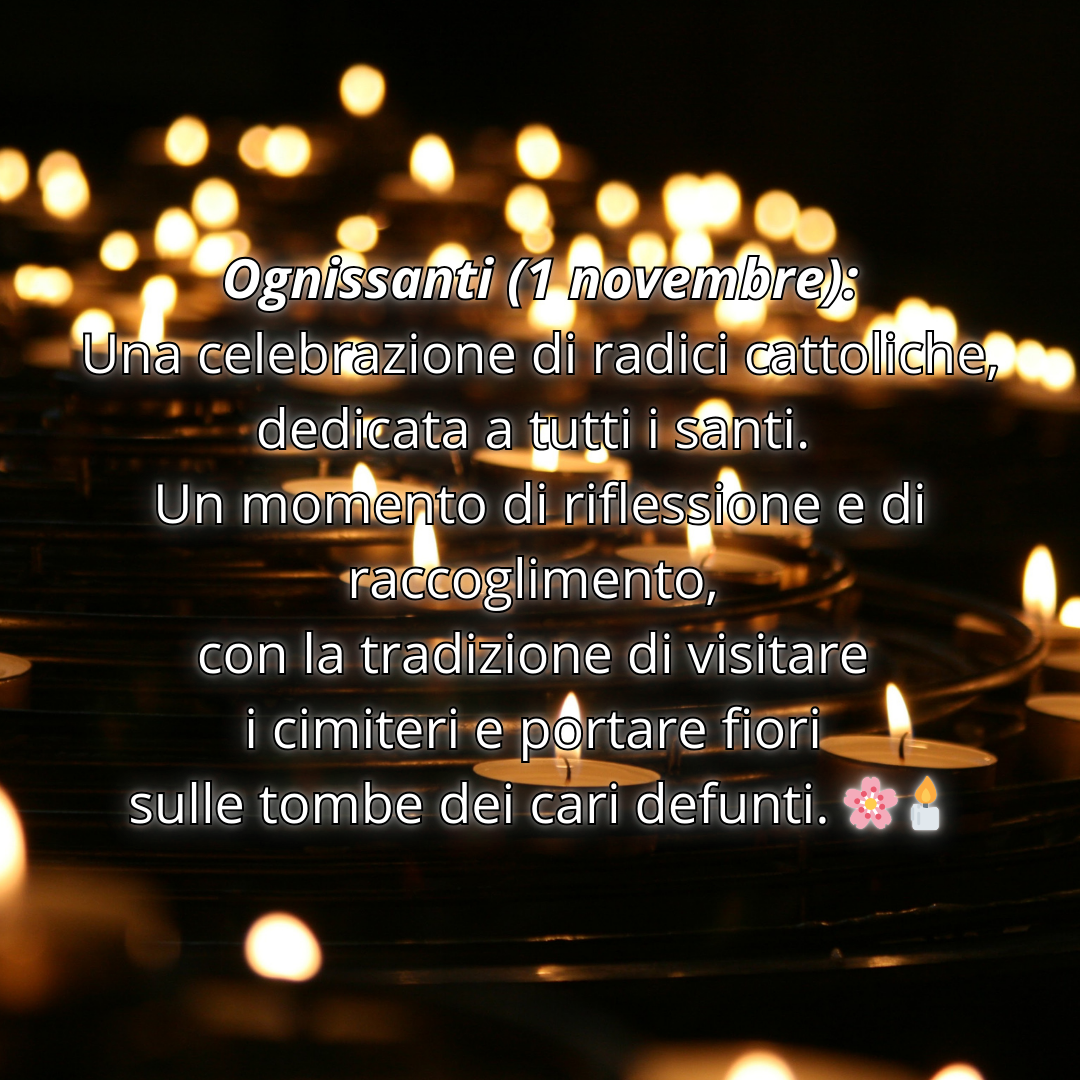 Ognissanti (1 novembre):
Una celebrazione di radici cattoliche,
dedicata a tutti i santi.
Un momento di riflessione e di
raccoglimento,
con la tradizione di visitare
i cimiteri e portare fiori
sulle tombe dei cari defunti. 🌸🕯️